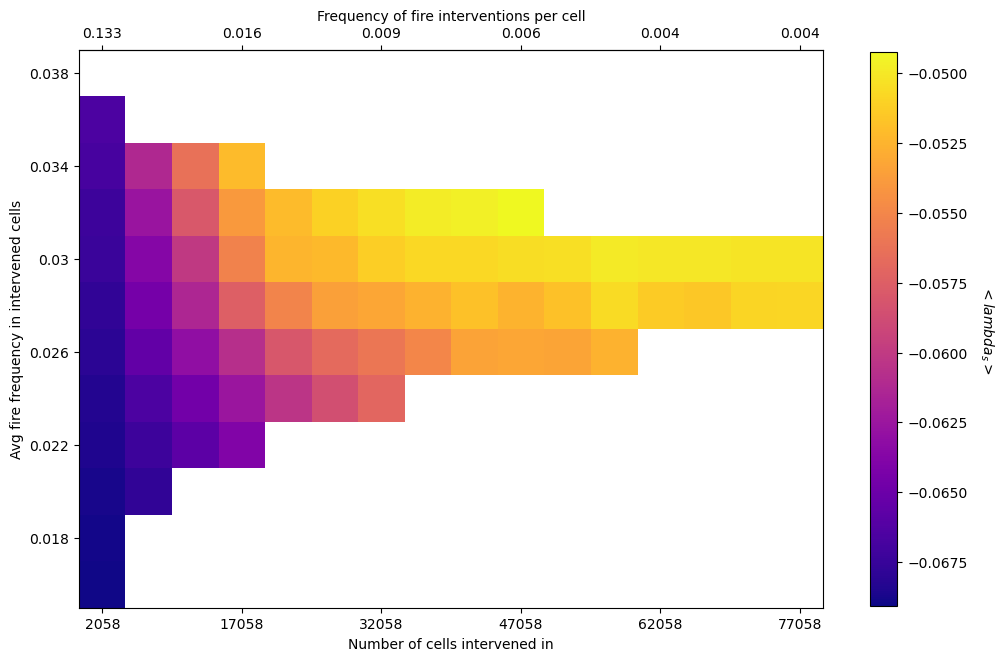 Frequency of fire interventions per cell
0.133 0.016 0.009 0.006 0.004 0.004
0.038
0.034
0.03
0.026
0.022
0.018
Avg fire frequency in intervened cells
2058 17058 32058 47058 62058 77058
Number of cells intervened in
−0.0500
−0.0525
−0.0550
−0.0575
−0.0600
−0.0625
−0.0650
−0.0675
< lambda_s >